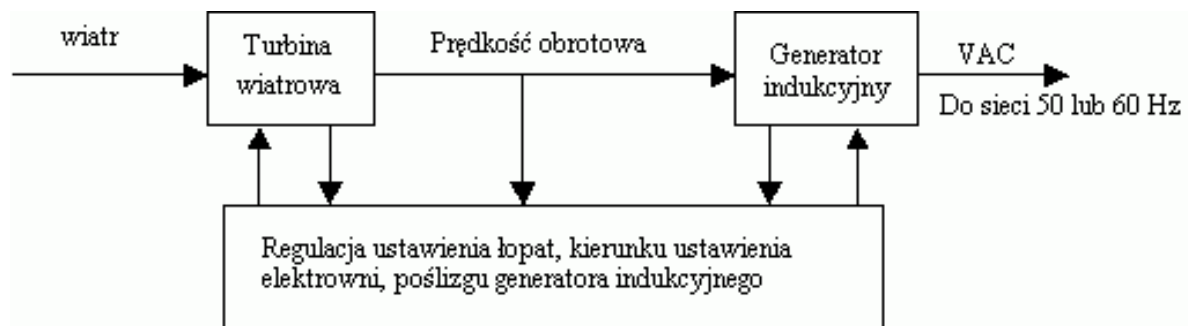 wiatr
Turbina
wiatrowa
Prędkość obrotowa
Generator
indukcyjny
VAC
Do sieci 50 lub 60 Hz
Regulacja ustawienia łopat, kierunku ustawienia
elektrowni, poślizgu generatora indukcyjnego